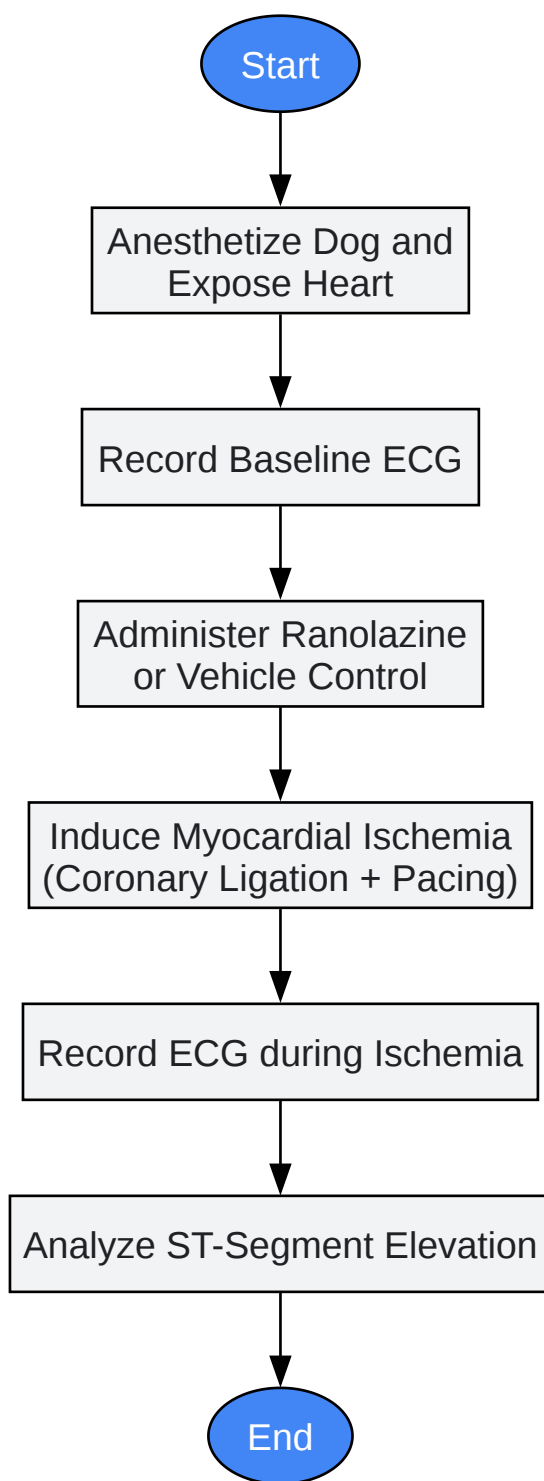 Start
Anesthetize Dog and
Expose Heart
Record Baseline ECG
Administer Ranolazine
or Vehicle Control
Induce Myocardial Ischemia
(Coronary Ligation + Pacing)
Record ECG during Ischemia
Analyze ST-Segment Elevation
End